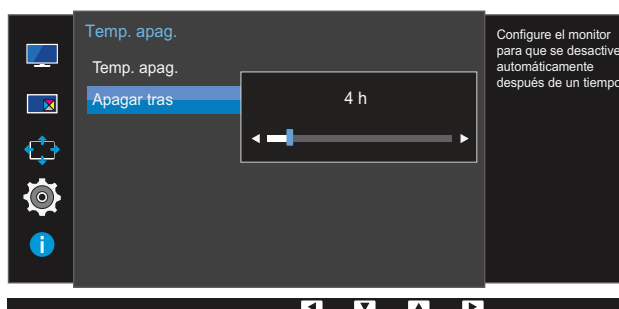 Temp. apag.
Temp. apag.
Apagar tras
4 h
Configure el monitor
para que se desactive
automáticamente
después de un tiempo